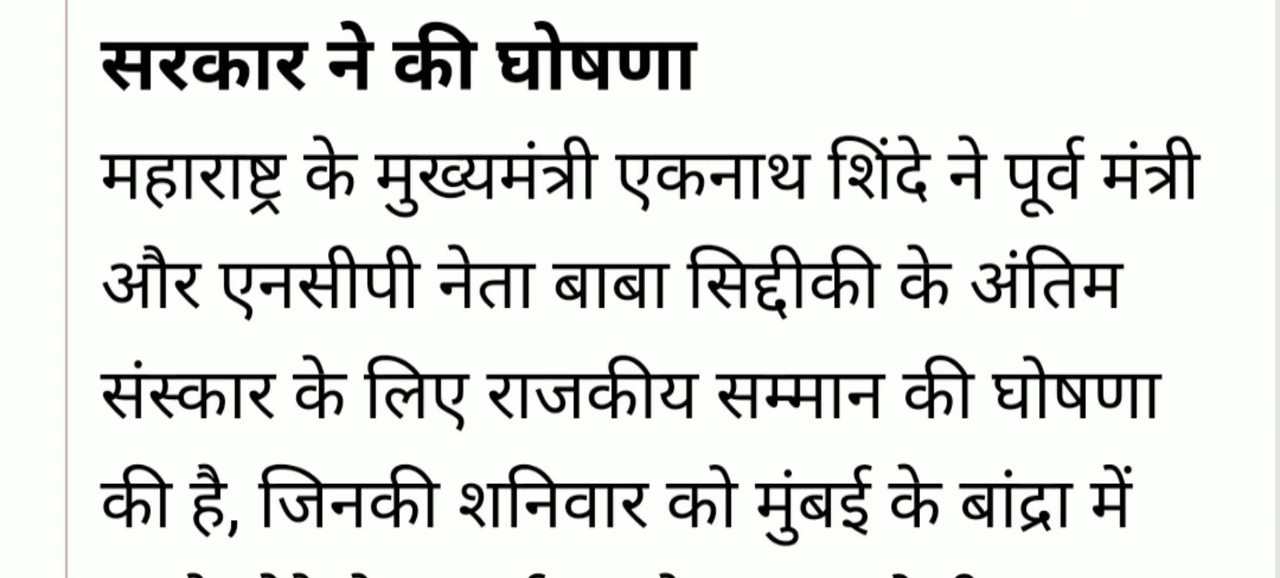 सरकार ने की घोषणा
महाराष्ट्र के मुख्यमंत्री एकनाथ शिंदे ने पूर्व मंत्री
और एनसीपी नेता बाबा सिद्दीकी के अंतिम
संस्कार के लिए राजकीय सम्मान की घोषणा
की है, जिनकी शनिवार को मुंबई के बांद्रा में